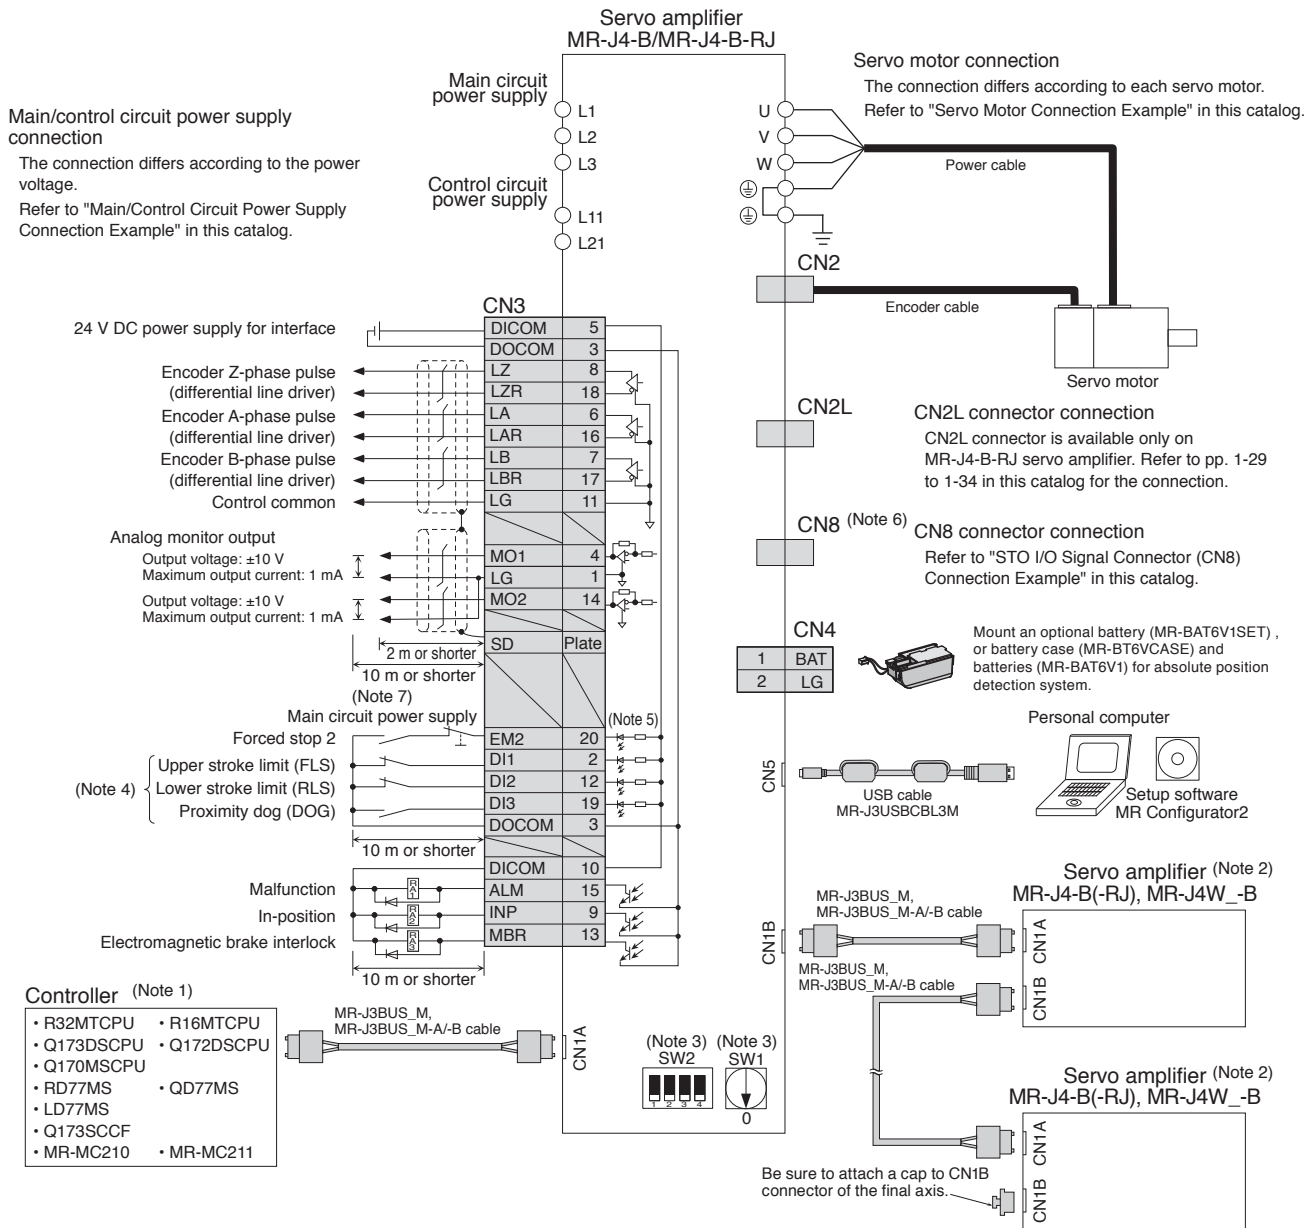 Servo amplifier
MR-J4-B/MR-J4-B-RJ
Main circuit
power supply
L1
L2
L3
Control circuit
power supply
L11
L21
Main/control circuit power supply
connection
The connection differs according to the power
voltage.
Refer to "Main/Control Circuit Power Supply
Connection Example" in this catalog.
U
V
W
Servo motor connection
The connection differs according to each servo motor.
Refer to "Servo Motor Connection Example" in this catalog.
Power cable
CN2
Encoder cable
Servo motor
CN3
24 V DC power supply for interface
DICOM 5
DOCOM 3
Encoder Z-phase pulse
(differential line driver)
LZ 8
LZR 18
Encoder A-phase pulse
(differential line driver)
LA 6
LAR 16
Encoder B-phase pulse
(differential line driver)
LB 7
LBR 17
Control common
LG 11
Analog monitor output
Output voltage: ±10 V
Maximum output current: 1 mA
Output voltage: ±10 V
Maximum output current: 1 mA
MO1 4
LG 1
MO2 14
SD Plate
2 m or shorter
10 m or shorter
(Note 7)
Main circuit power supply
(Note 5)
Forced stop 2
EM2 20
(Note 4)
Upper stroke limit (FLS)
DI1 2
Lower stroke limit (RLS)
DI2 12
Proximity dog (DOG)
DI3 19
DOCOM 3
10 m or shorter
DICOM 10
Malfunction
RA1
ALM 15
In-position
RA2
INP 9
Electromagnetic brake interlock
RA3
MBR 13
10 m or shorter
CN2L
CN2L connector connection
CN2L connector is available only on
MR-J4-B-RJ servo amplifier. Refer to pp. 1-29
to 1-34 in this catalog for the connection.
CN8 (Note 6)
CN8 connector connection
Refer to "STO I/O Signal Connector (CN8)
Connection Example" in this catalog.
CN4
1 BAT
2 LG
Mount an optional battery (MR-BAT6V1SET) ,
or battery case (MR-BT6VCASE) and
batteries (MR-BAT6V1) for absolute position
detection system.
Personal computer
CN5
USB cable
MR-J3USBCBL3M
Setup software
MR Configurator2
Servo amplifier (Note 2)
MR-J4-B(-RJ), MR-J4W_-B
CN1B
MR-J3BUS_M,
MR-J3BUS_M-A/-B cable
CN1A
MR-J3BUS_M,
MR-J3BUS_M-A/-B cable
CN1B
Servo amplifier (Note 2)
MR-J4-B(-RJ), MR-J4W_-B
CN1A
CN1B
Be sure to attach a cap to CN1B
connector of the final axis.
Controller (Note 1)
• R32MTCPU • R16MTCPU
• Q173DSCPU • Q172DSCPU
• Q170MSCPU
• RD77MS • QD77MS
• LD77MS
• Q173SCCF
• MR-MC210 • MR-MC211
MR-J3BUS_M,
MR-J3BUS_M-A/-B cable
CN1A
(Note 3) (Note 3)
SW2 SW1
1 2 3 4
0